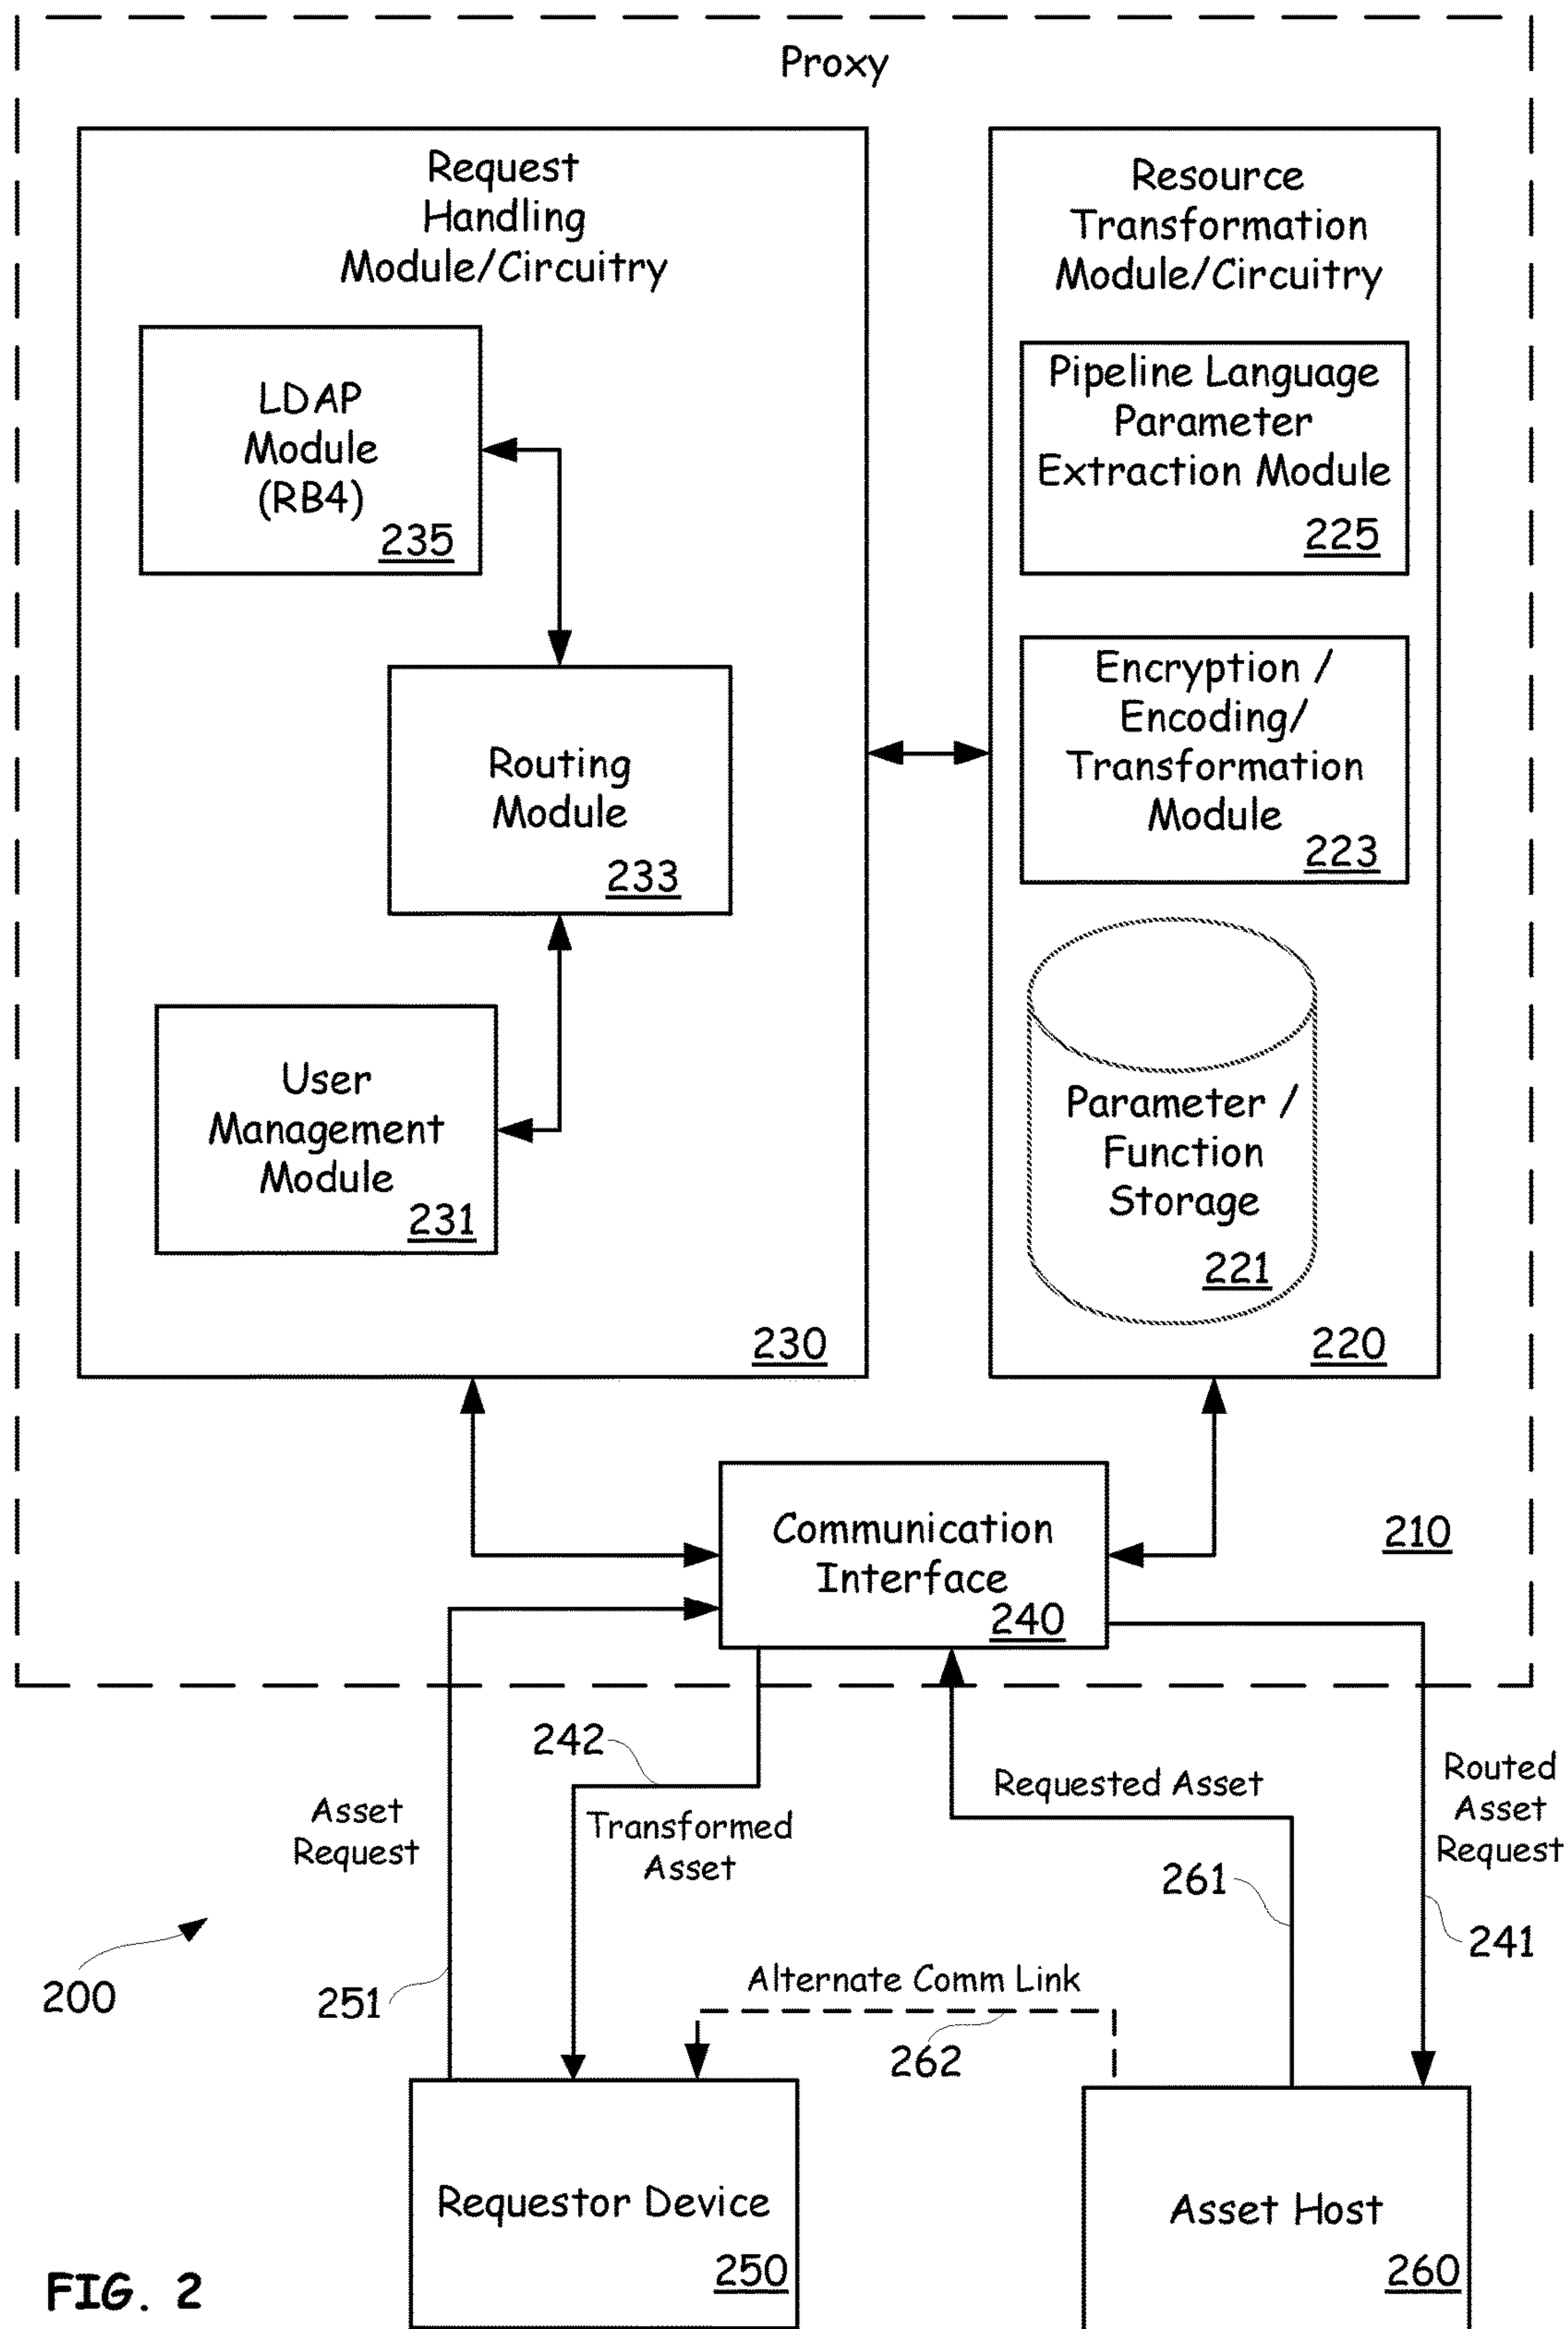 Proxy
Request
Handling
Module/Circuitry
LDAP
Module
(RB4)
235
Routing
Module
233
User
Management
Module
231
230
Resource
Transformation
Module/Circuitry
Pipeline Language
Parameter
Extraction Module
225
Encryption /
Encoding/
Transformation
Module
223
Parameter /
Function
Storage
221
220
Communication
Interface
240
210
242
Asset
Request
Transformed
Asset
Requested Asset
Routed
Asset
Request
261
241
200
251
Alternate Comm Link
262
Requestor Device
250
Asset Host
260
FIG. 2